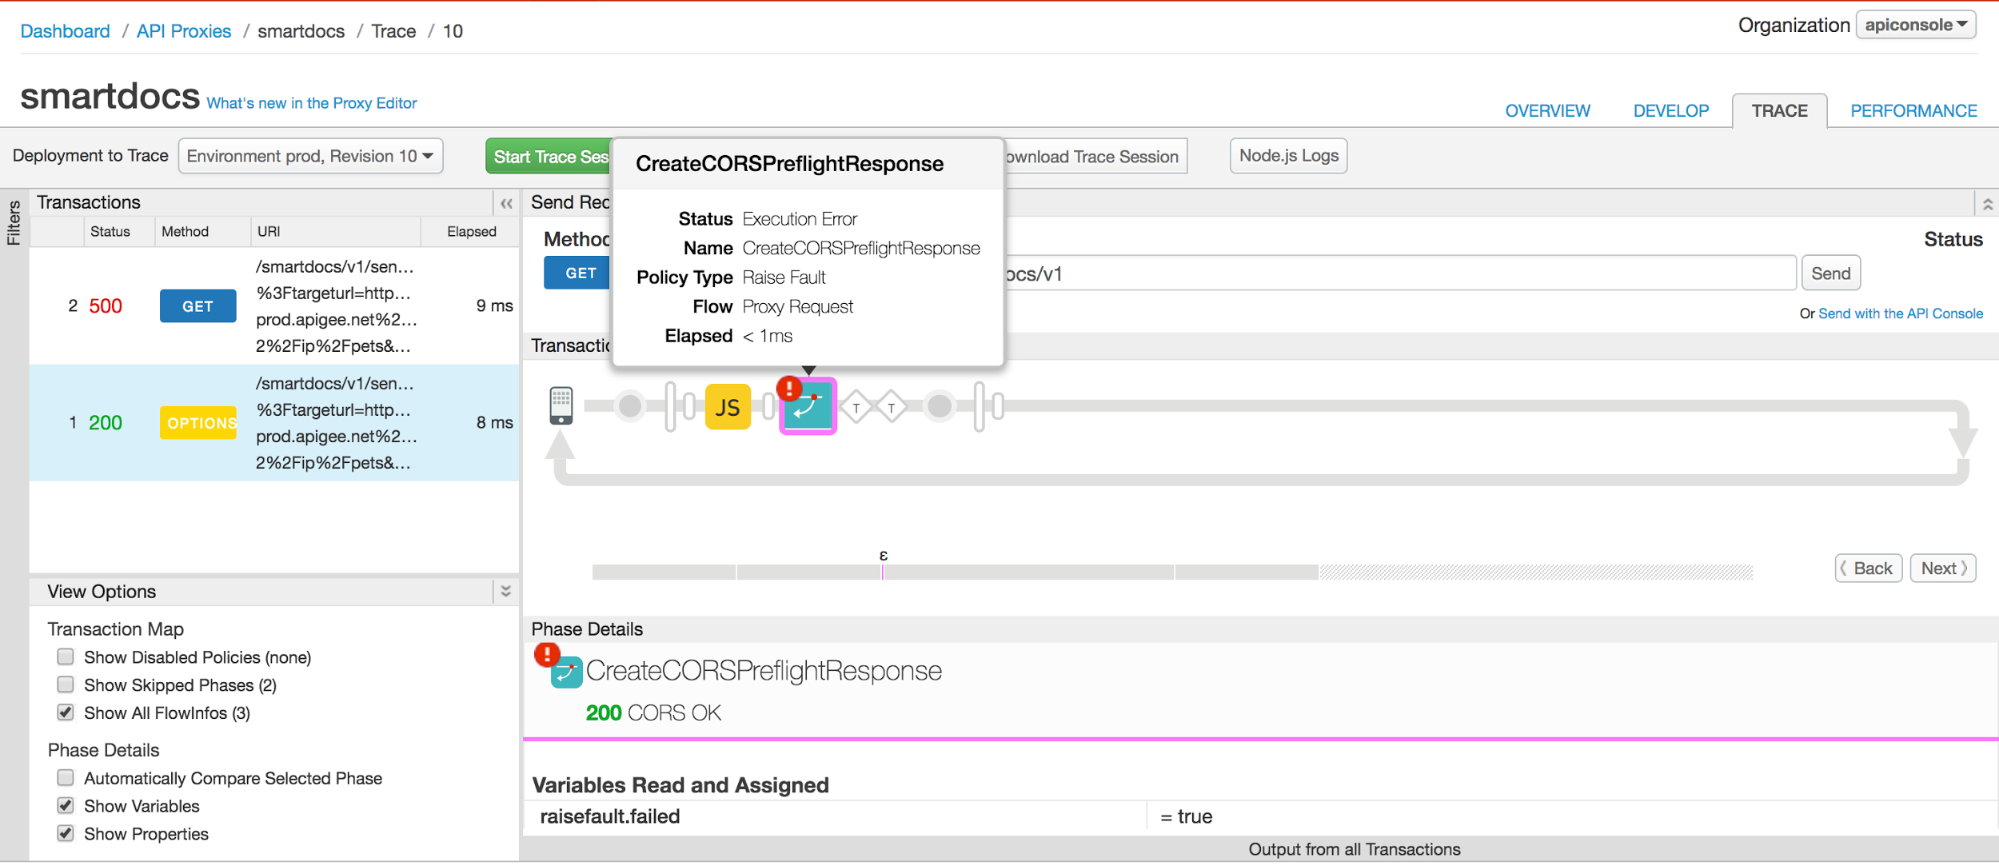 Dashboard / API Proxies / smartdocs / Trace / 10
Organization apiconsole
smartdocs What's new in the Proxy Editor
OVERVIEW DEVELOP TRACE PERFORMANCE
Deployment to Trace Environment prod, Revision 10 Start Trace Ses ownload Trace Session Node.js Logs
CreateCORSPreflightResponse
Status Execution Error
Name CreateCORSPreflightResponse
Policy Type Raise Fault
Flow Proxy Request
Elapsed < 1ms
Filters
Transactions «
Status Method URI Elapsed
2 500 GET 9 ms
/smartdocs/v1/sen...
%3Ftargeturl=http...
prod.apigee.net%2...
2%2Fip%2Fpets&...
1 200 OPTIONS 8 ms
/smartdocs/v1/sen...
%3Ftargeturl=http...
prod.apigee.net%2...
2%2Fip%2Fpets&...
View Options
Transaction Map
Show Disabled Policies (none)
Show Skipped Phases (2)
Show All FlowInfos (3)
Phase Details
Automatically Compare Selected Phase
Show Variables
Show Properties
Send Rec
Metho Status
GET ocs/v1 Send
Or Send with the API Console
Transactio
JS ! T T
ε
Back Next
Phase Details
! CreateCORSPreflightResponse
200 CORS OK
Variables Read and Assigned
raisefault.failed = true
Output from all Transactions